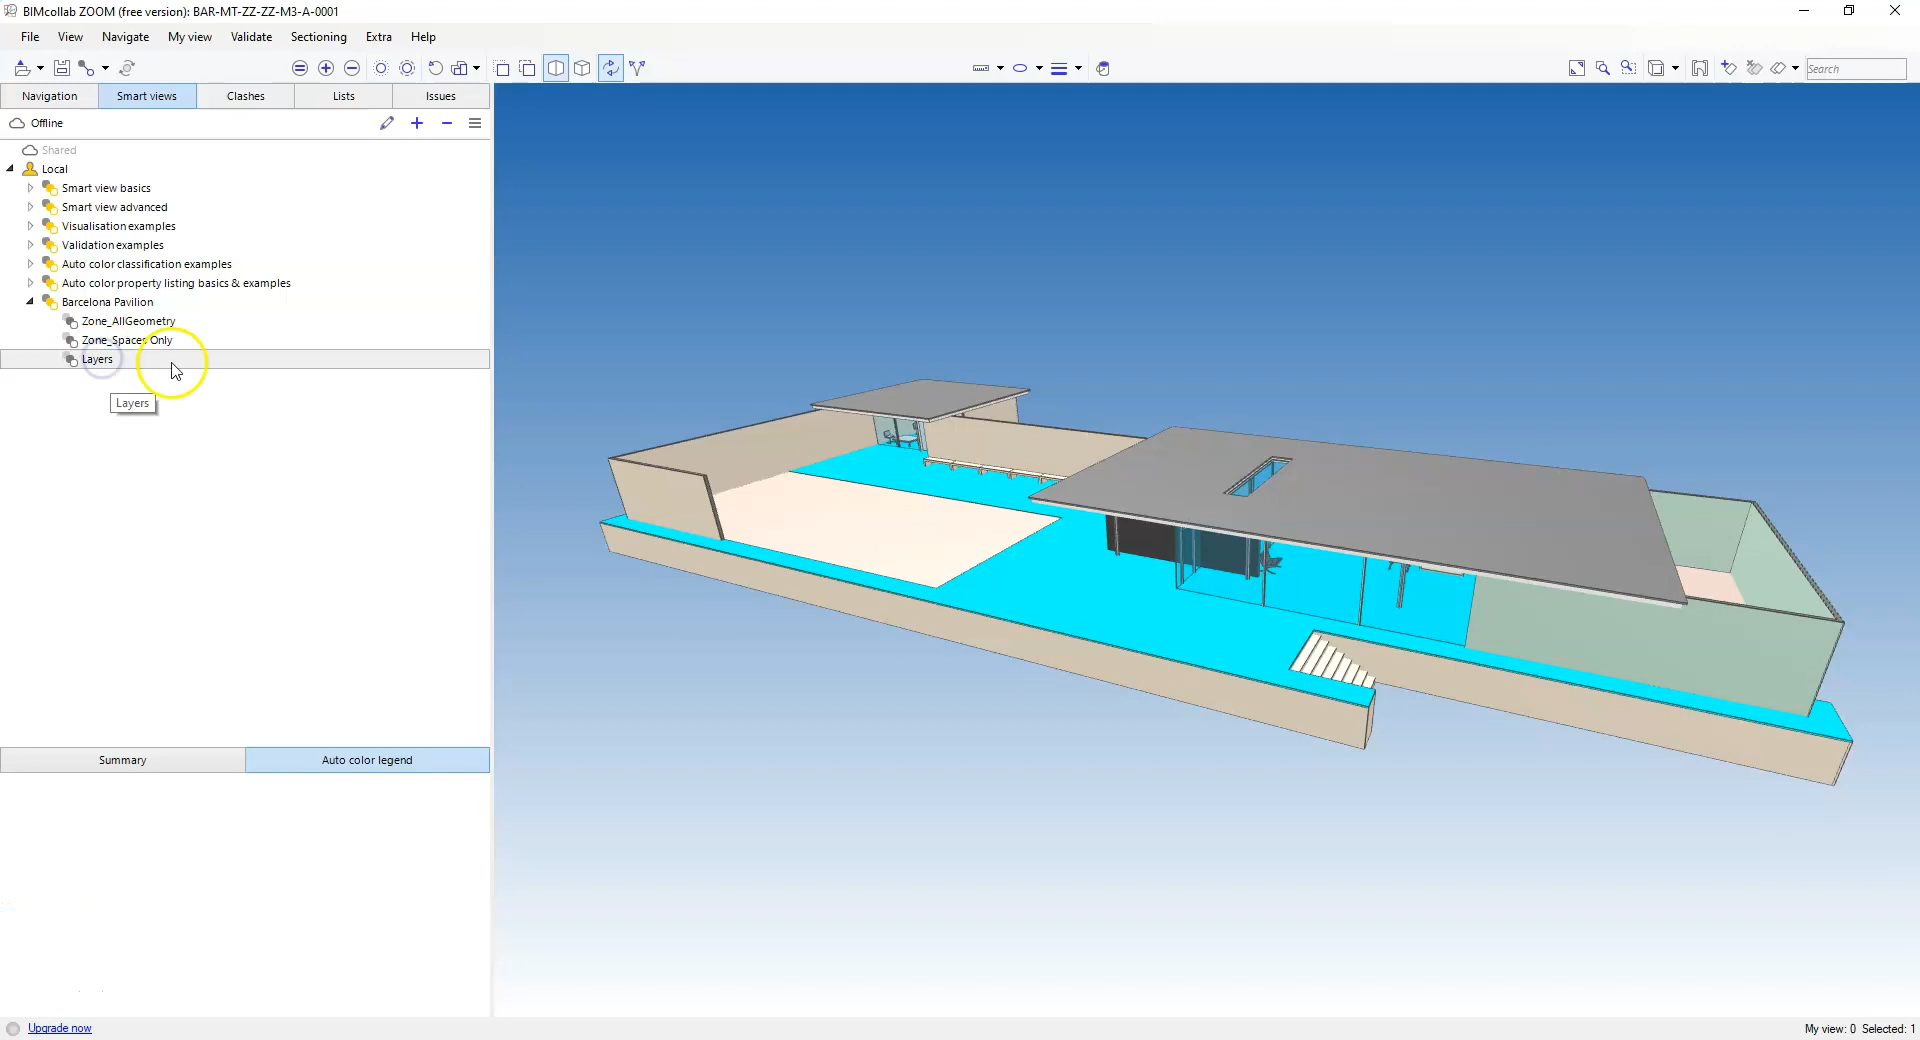 BIMcollab ZOOM (free version): BAR-MT-ZZ-ZZ-M3-A-0001
File View Navigate My view Validate Sectioning Extra Help
Search
Navigation Smart views Clashes Lists Issues
Offline
Shared
Local
Smart view basics
Smart view advanced
Visualisation examples
Validation examples
Auto color classification examples
Auto color property listing basics & examples
Barcelona Pavilion
Zone_AllGeometry
Zone_Spaces Only
Layers
Layers
Summary Auto color legend
Upgrade now
My view: 0 Selected: 1